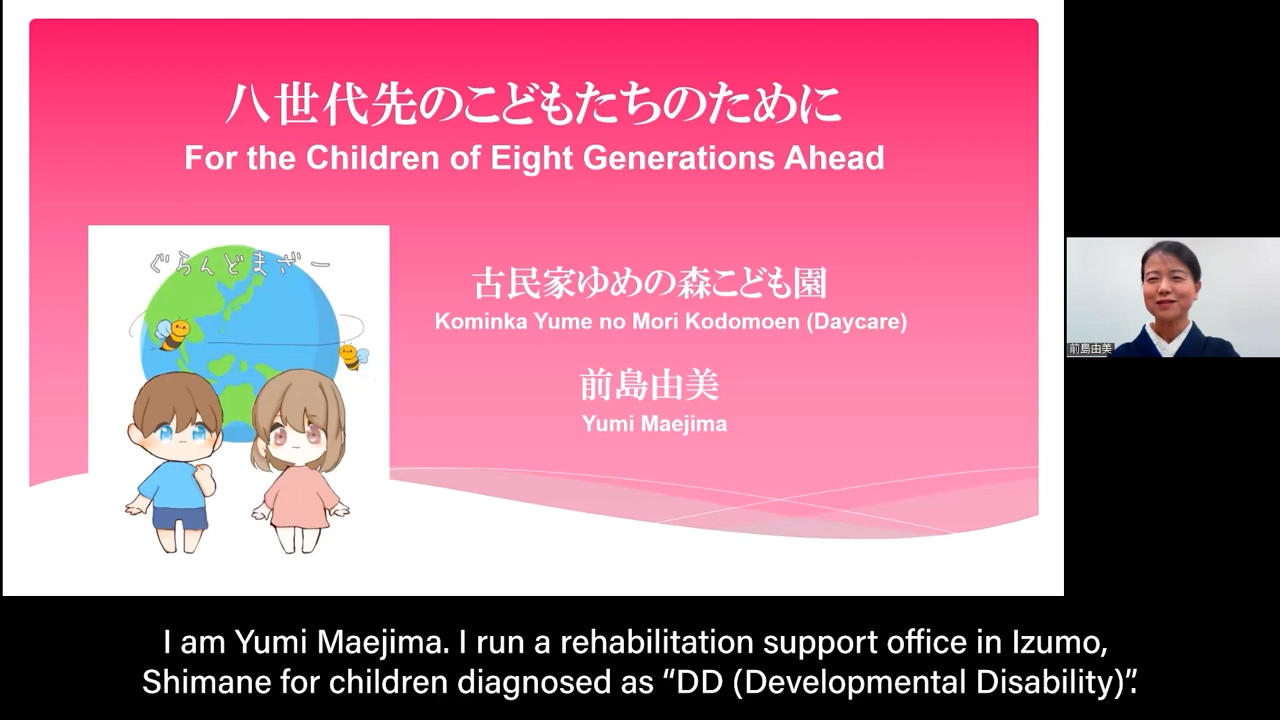 八世代先のこどもたちのために
For the Children of Eight Generations Ahead
ぐらんどまざー
古民家ゆめの森こども園
Kominka Yume no Mori Kodomoen (Daycare)
前島由美
Yumi Maejima
前島由美
I am Yumi Maejima. I run a rehabilitation support office in Izumo,
Shimane for children diagnosed as “DD (Developmental Disability)”.